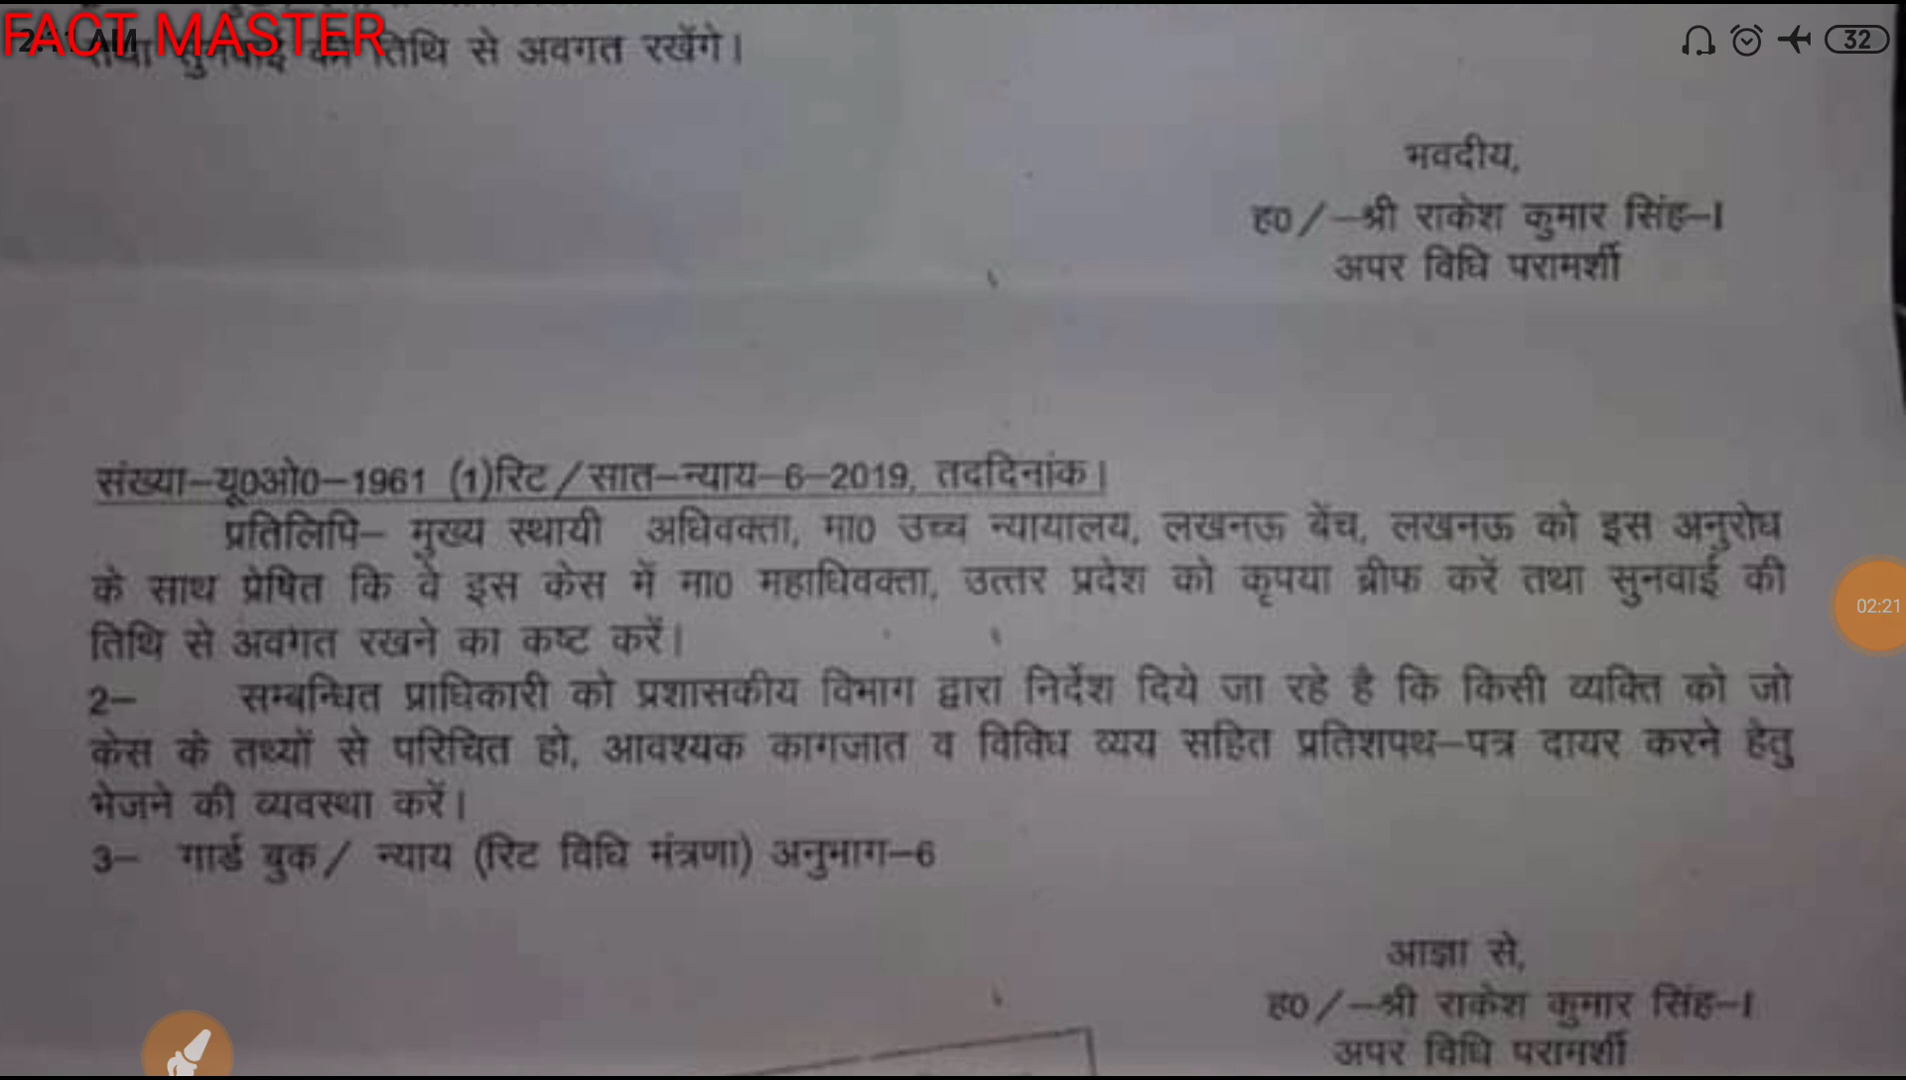 FACT MASTER
तथा सुनवाई की तिथि से अवगत रखेंगे।
32
भवदीय,
ह0/–श्री राकेश कुमार सिंह–I
अपर विधि परामर्शी
संख्या–यू0ओ0–1961 (1)रिट/सात–न्याय–6–2019, तददिनांक।
प्रतिलिपि– मुख्य स्थायी अधिवक्ता, मा0 उच्च न्यायालय, लखनऊ बेंच, लखनऊ को इस अनुरोध
के साथ प्रेषित कि वे इस केस में मा0 महाधिवक्ता, उत्तर प्रदेश को कृपया ब्रीफ करें तथा सुनवाई की
तिथि से अवगत रखने का कष्ट करें।
02:21
2– सम्बन्धित प्राधिकारी को प्रशासकीय विभाग द्वारा निर्देश दिये जा रहे है कि किसी व्यक्ति को जो
केस के तथ्यों से परिचित हो, आवश्यक कागजात व विविध व्यय सहित प्रतिशपथ–पत्र दायर करने हेतु
भेजने की व्यवस्था करें।
3– गार्ड बुक/ न्याय (रिट विधि मंत्रणा) अनुभाग–6
आज्ञा से,
ह0/–श्री राकेश कुमार सिंह–I
अपर विधि परामर्शी